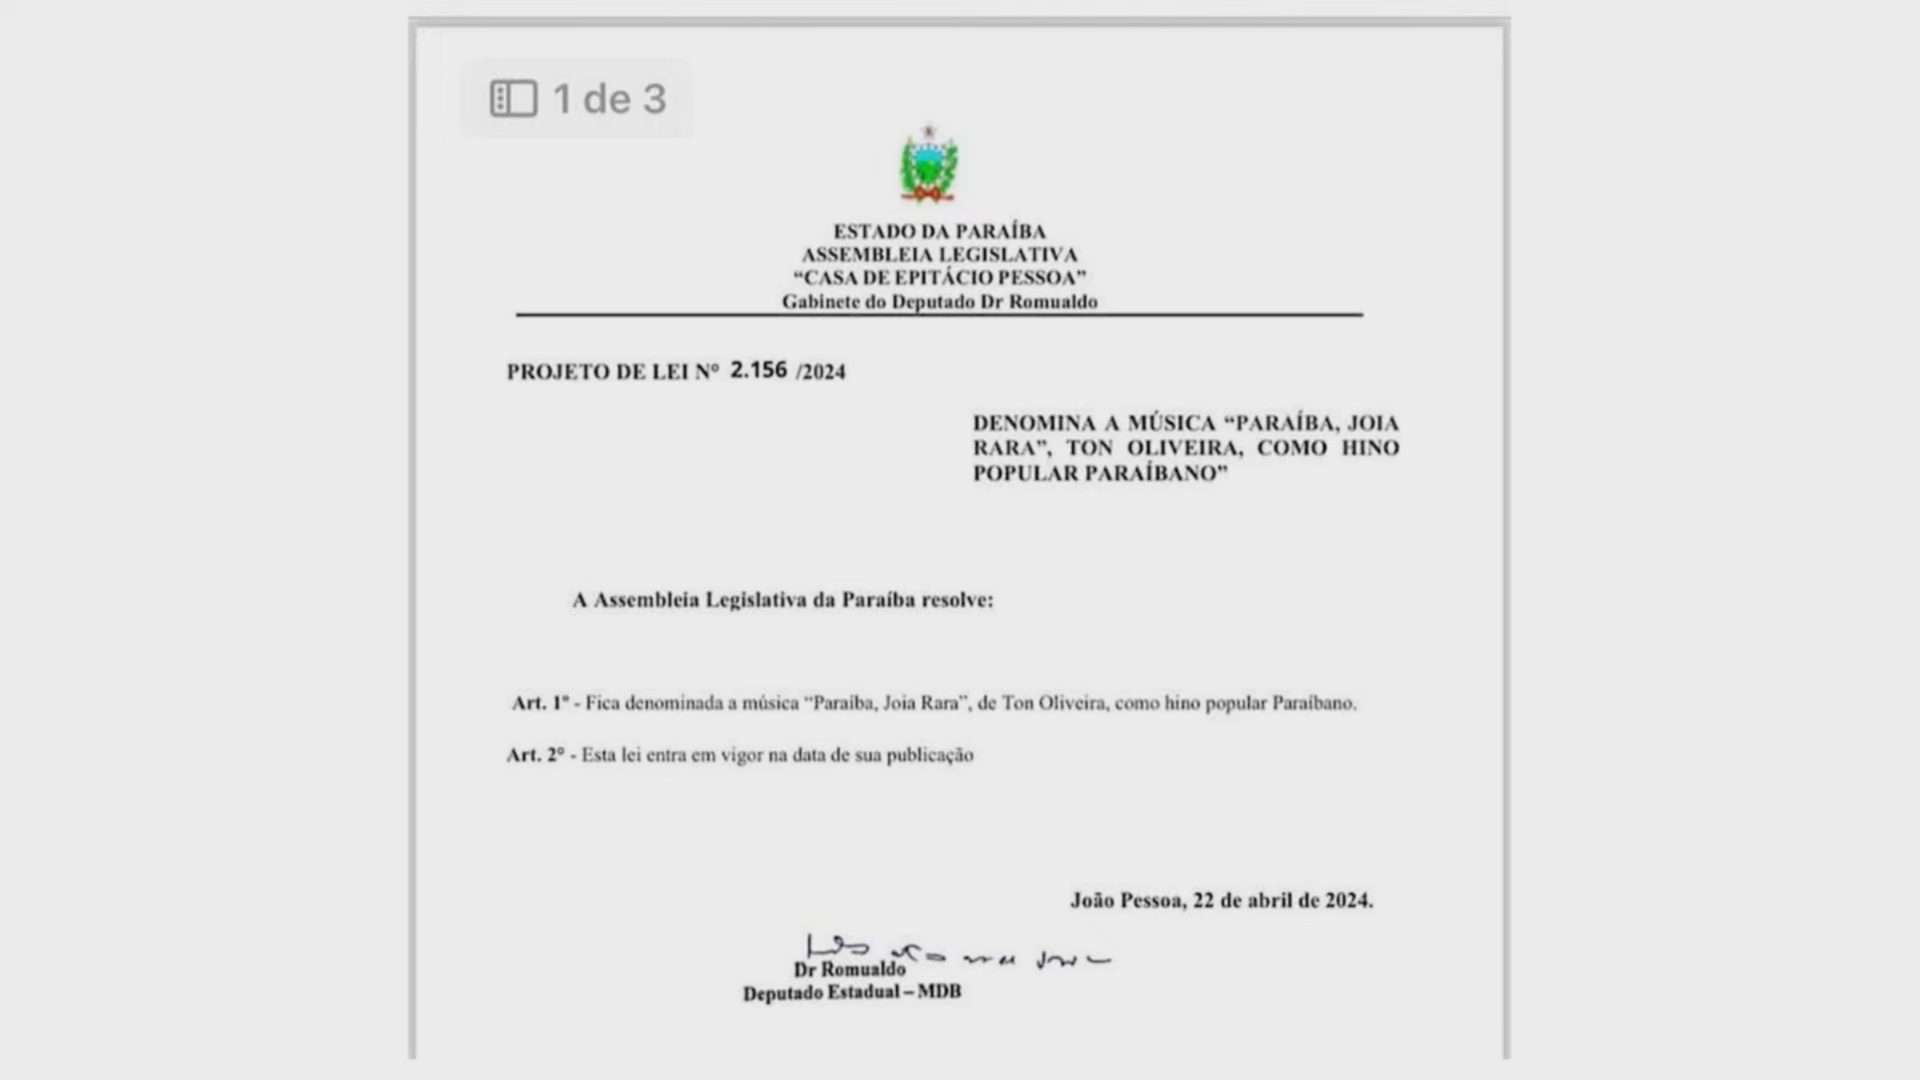 1 de 3
ESTADO DA PARAÍBA
ASSEMBLEIA LEGISLATIVA
“CASA DE EPITÁCIO PESSOA”
Gabinete do Deputado Dr Romualdo
PROJETO DE LEI Nº 2.156 /2024
DENOMINA A MÚSICA “PARAÍBA, JOIA
RARA”, TON OLIVEIRA, COMO HINO
POPULAR PARAÍBANO”
A Assembleia Legislativa da Paraíba resolve:
Art. 1º - Fica denominada a música “Paraíba, Joia Rara”, de Ton Oliveira, como hino popular Paraíbano.
Art. 2º - Esta lei entra em vigor na data de sua publicação
João Pessoa, 22 de abril de 2024.
Dr Romualdo
Deputado Estadual – MDB